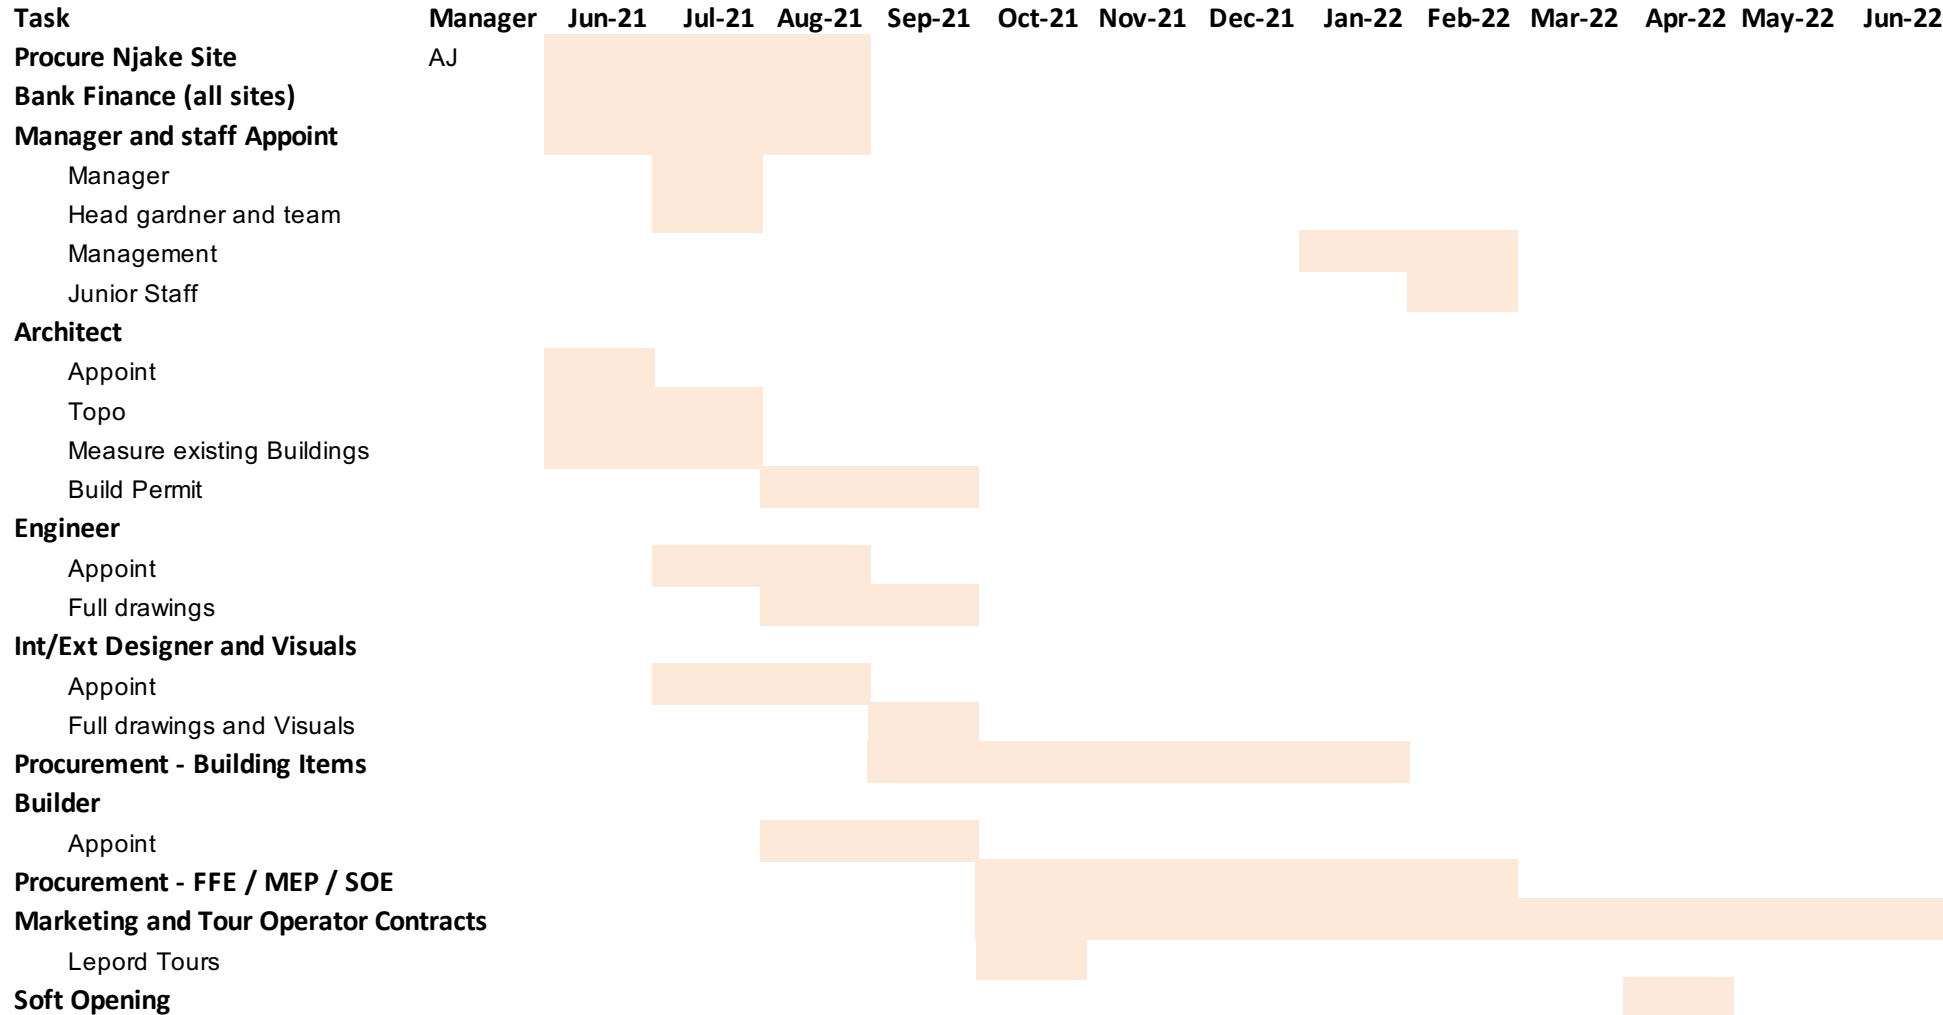 Task Manager Jun-21 Jul-21 Aug-21 Sep-21 Oct-21 Nov-21 Dec-21 Jan-22 Feb-22 Mar-22 Apr-22 May-22 Jun-22
Procure Njake Site AJ
Bank Finance (all sites)
Manager and staff Appoint
Manager
Head gardner and team
Management
Junior Staff
Architect
Appoint
Topo
Measure existing Buildings
Build Permit
Engineer
Appoint
Full drawings
Int/Ext Designer and Visuals
Appoint
Full drawings and Visuals
Procurement - Building Items
Builder
Appoint
Procurement - FFE / MEP / SOE
Marketing and Tour Operator Contracts
Lepord Tours
Soft Opening